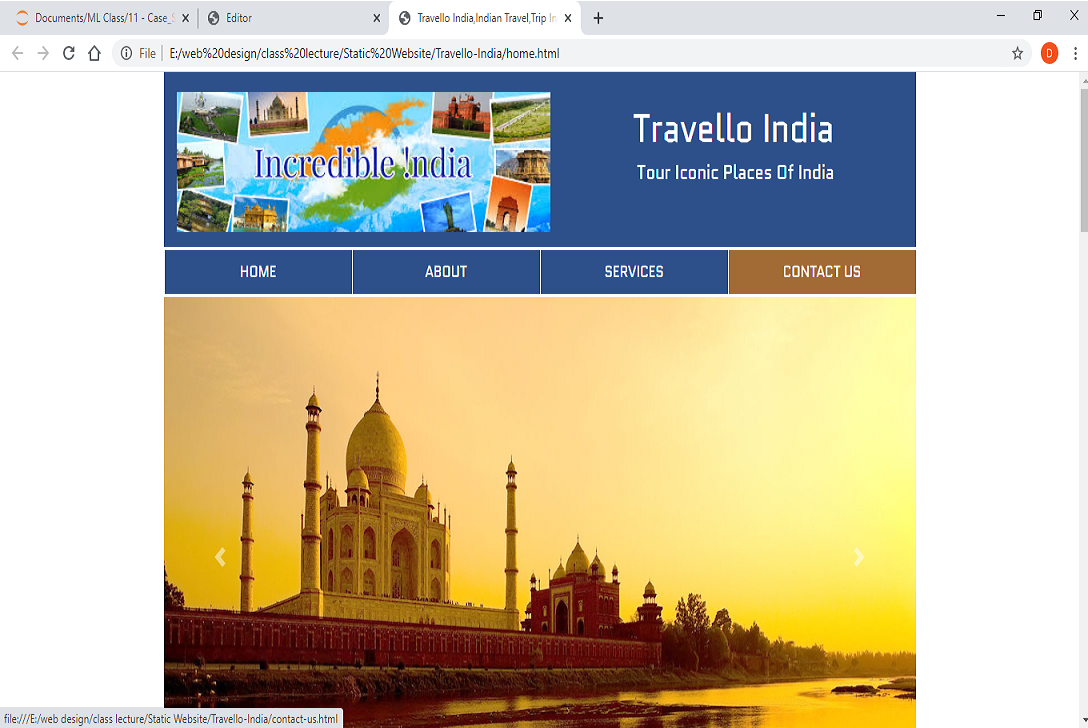 Documents/ML Class/11 - Case_S
Editor
Travello India,Indian Travel,Trip In
File
E:/web%20design/class%20lecture/Static%20Website/Travello-India/home.html
D
Incredible !ndia
Travello India
Tour Iconic Places Of India
HOME
ABOUT
SERVICES
CONTACT US
file:///E:/web design/class lecture/Static Website/Travello-India/contact-us.html